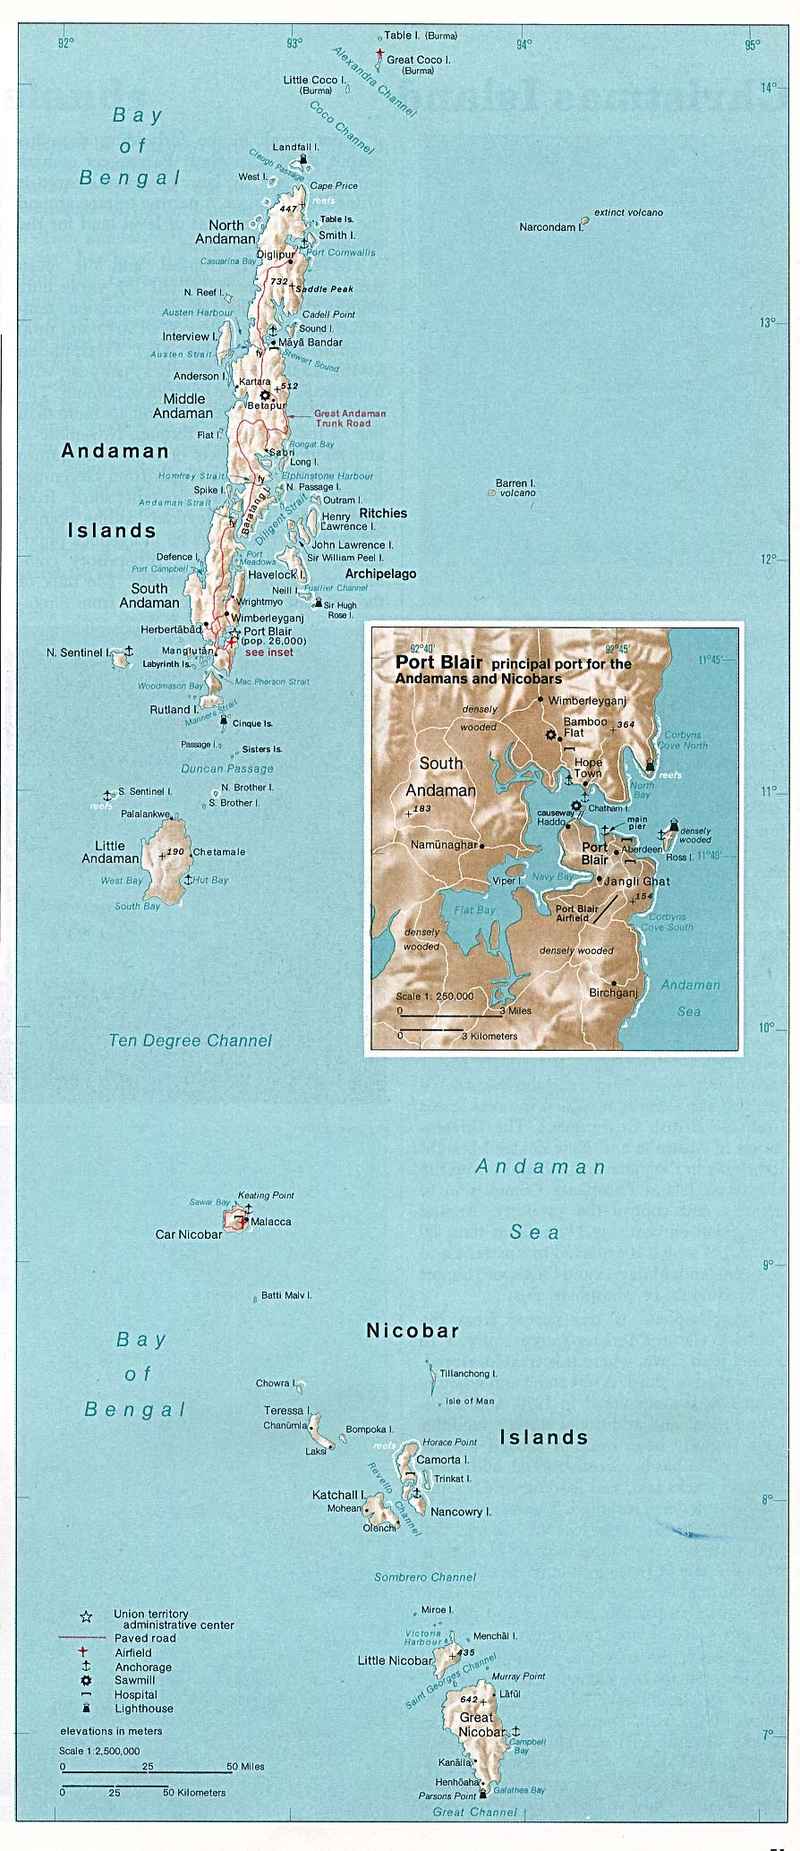 92°
93°
94°
95°
Table I. (Burma)
Great Coco I.
(Burma)
Alexandra Channel
Little Coco I.
(Burma)
14°
Coco Channel
Bay
of
Bengal
Landfall I.
Cleugh Passage
West I.
Cape Price
reefs
447
Table Is.
extinct volcano
Narcondam I.
North
Andaman
Smith I.
Port Cornwallis
Diglipur
Casuarina Bay
732
Saddle Peak
N. Reef I.
Cadell Point
Austen Harbour
13°
Sound I.
Interview I.
Māyā Bandar
Austen Strait
fy
Stewart Sound
Anderson I.
Kartara
512
Middle
Andaman
Betapur
Great Andaman
Trunk Road
Flat I.
Rongat Bay
Andaman
Sabri
Long I.
Homfray Strait
fy
Elphinstone Harbour
Spike I.
N. Passage I.
Barren I.
volcano
Andaman Strait
Outram I.
Baratang I.
Diligent Strait
Henry
Lawrence I.
Ritchies
Islands
fy
John Lawrence I.
Defence I.
Port
Meadows
Sir William Peel I.
12°
Port Campbell
Havelock I.
Archipelago
South
Andaman
Neill I.
Fusilier Channel
Wrightmyo
Sir Hugh
Rose I.
Wimberleyganj
Herbertābād
Port Blair
(pop. 26,000)
see inset
N. Sentinel I.
Manglutān
Labyrinth Is.
Woodmason Bay
Mac Pherson Strait
Rutland I.
Manners Strait
Cinque Is.
Passage I.
Sisters Is.
Duncan Passage
S. Sentinel I.
reefs
N. Brother I.
S. Brother I.
11°
Palalankwe
Little
Andaman
190
Chetamale
West Bay
Hut Bay
South Bay
92°40'
92°45'
11°45'
Port Blair principal port for the
Andamans and Nicobars
Wimberleyganj
densely
wooded
Bamboo
Flat
364
Corbyns
Cove North
South
Andaman
Hope
Town
reefs
North
Bay
183
Chatham I.
causeway
Haddo
main
pier
densely
wooded
Port
Blair
Aberdeen
Ross I.
11°40'
Namūnaghar
Viper I.
Navy Bay
Jangli Ghat
154
Flat Bay
Port Blair
Airfield
Corbyns
Cove South
densely
wooded
densely wooded
Birchganj
Andaman
Sea
Scale 1: 250,000
0 3 Miles
0 3 Kilometers
10°
Ten Degree Channel
Andaman
Sea
Keating Point
Sawai Bay
Malacca
Car Nicobar
9°
Batti Malv I.
Nicobar
Bay
of
Bengal
Tillanchong I.
Chowra I.
Isle of Man
Teressa I.
Chanūmla
Bompoka I.
Islands
Laksi
reefs
Horace Point
Camorta I.
Revello Channel
Trinkat I.
Katchall I.
Mohean
Nancowry I.
8°
Olenchi
Sombrero Channel
Miroe I.
Victoria
Harbour
Menchāl I.
435
Little Nicobar
Saint Georges Channel
Murray Point
Lāfūl
642
Great
Nicobar
7°
Campbell
Bay
Kanālla
Henhōaha
Parsons Point
Galathea Bay
Great Channel
Union territory
administrative center
Paved road
Airfield
Anchorage
Sawmill
Hospital
Lighthouse
elevations in meters
Scale 1:2,500,000
0 25 50 Miles
0 25 50 Kilometers